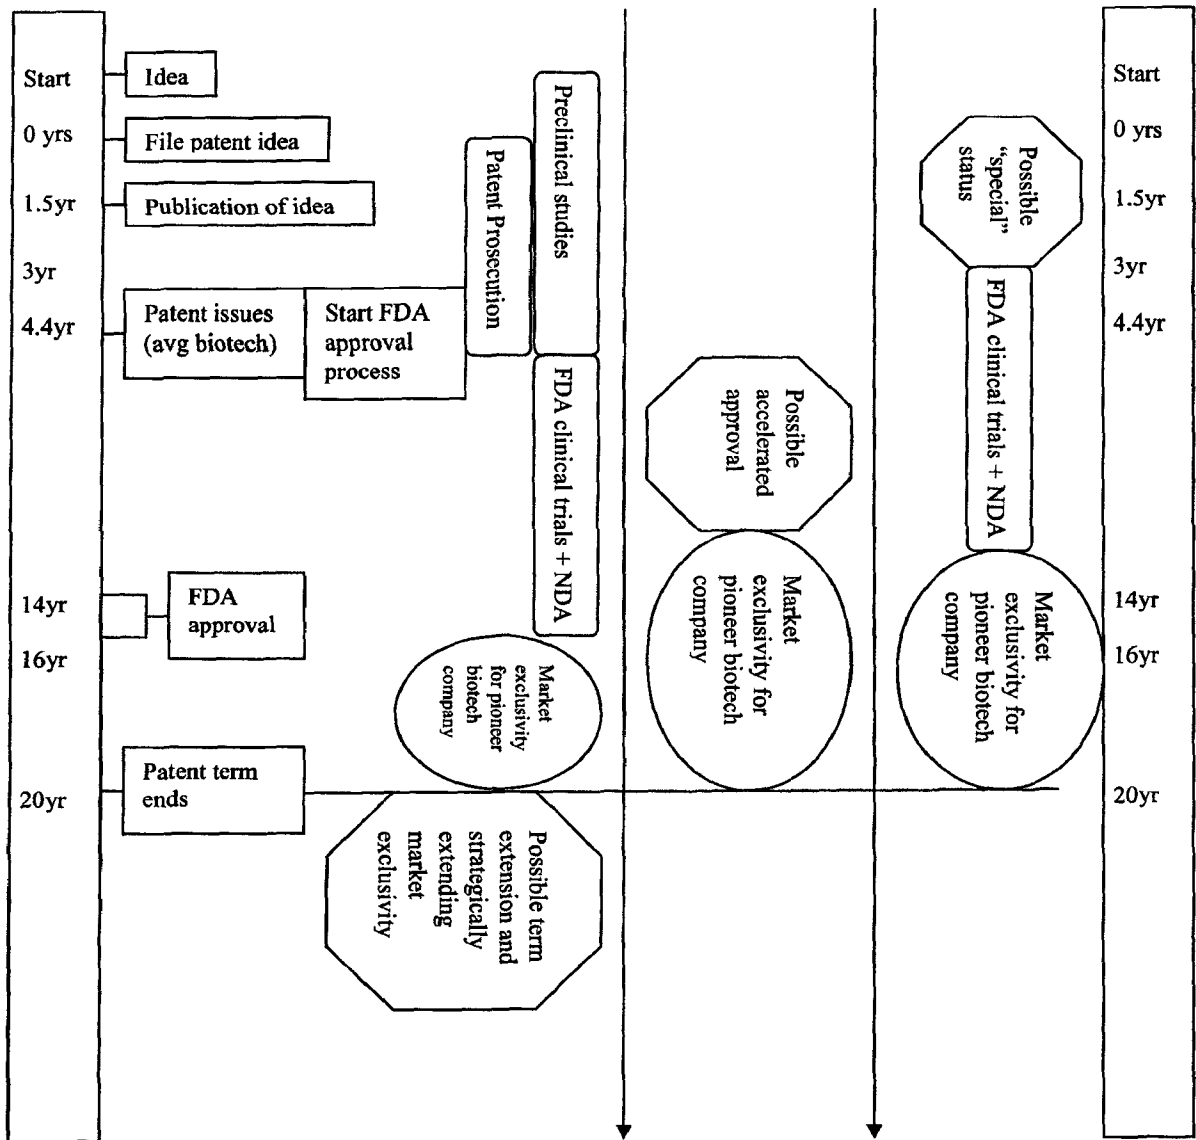 Start
0 yrs
1.5yr
3yr
4.4yr
14yr
16yr
20yr
Idea
File patent idea
Publication of idea
Patent issues
(avg biotech)
Start FDA
approval
process
FDA
approval
Patent term
ends
Patent Prosecution
Preclinical studies
FDA clinical trials + NDA
Market
exclusivity
for pioneer
biotech
company
Possible term
extension and
strategically
extending
market
exclusivity
Possible
accelerated
approval
Market
exclusivity for
pioneer biotech
company
Possible
"special"
status
FDA clinical trials + NDA
Market
exclusivity for
pioneer biotech
company
Start
0 yrs
1.5yr
3yr
4.4yr
14yr
16yr
20yr